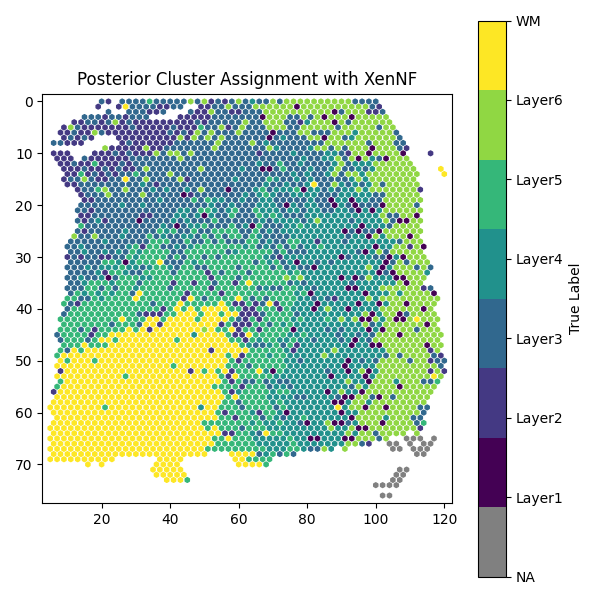 Posterior Cluster Assignment with XenNF
0
10
20
30
40
50
60
70
20
40
60
80
100
120
WM
Layer6
Layer5
Layer4
Layer3
Layer2
Layer1
NA
True Label